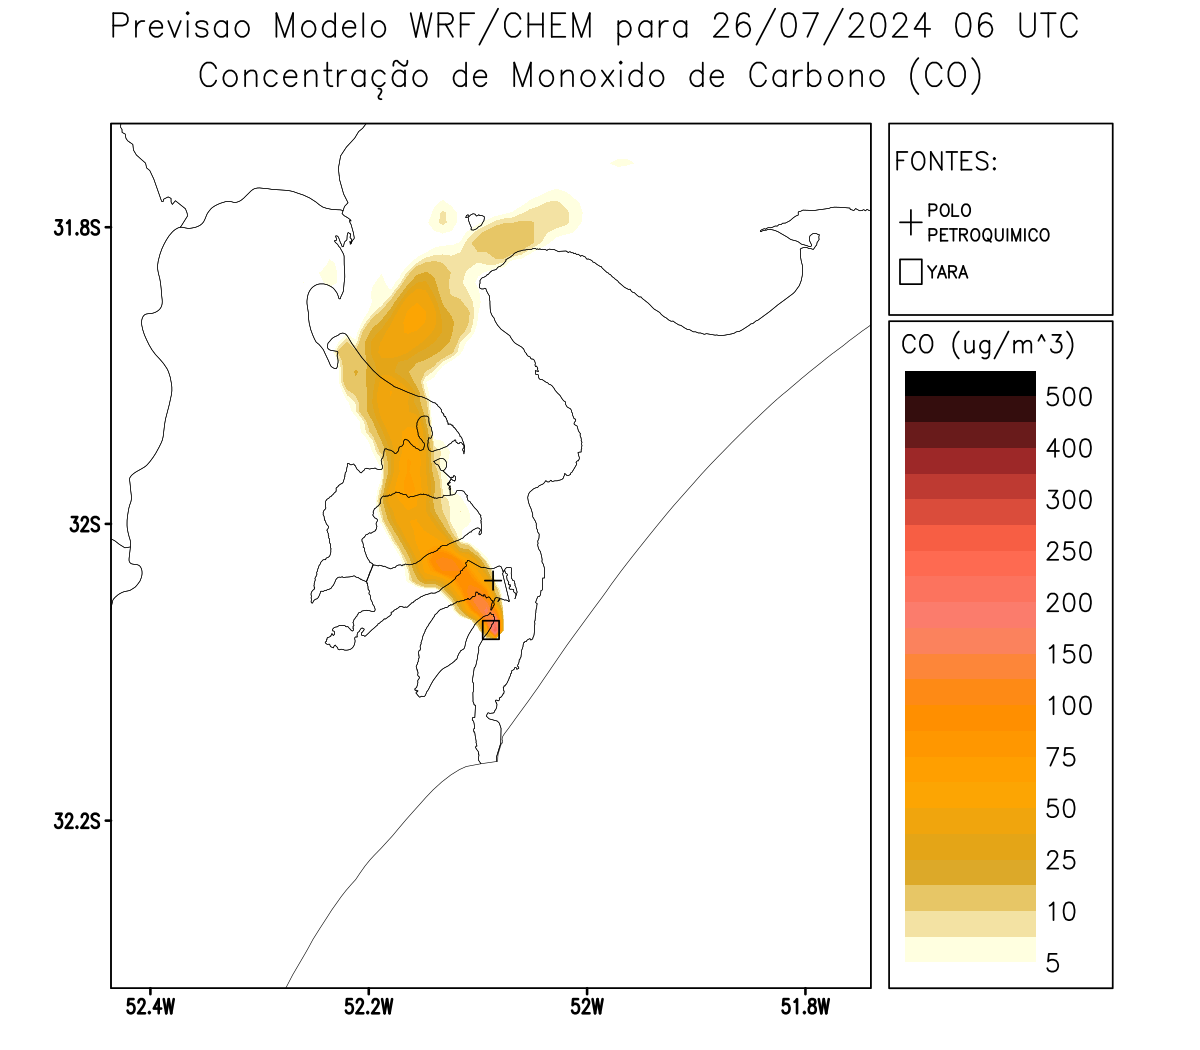 Previsao Modelo WRF/CHEM para 26/07/2024 06 UTC
Concentração de Monoxido de Carbono (CO)
FONTES:
POLO
PETROQUIMICO
YARA
CO (ug/m^3)
500
400
300
250
200
150
100
75
50
25
10
5
31.8S
32S
32.2S
52.4W
52.2W
52W
51.8W